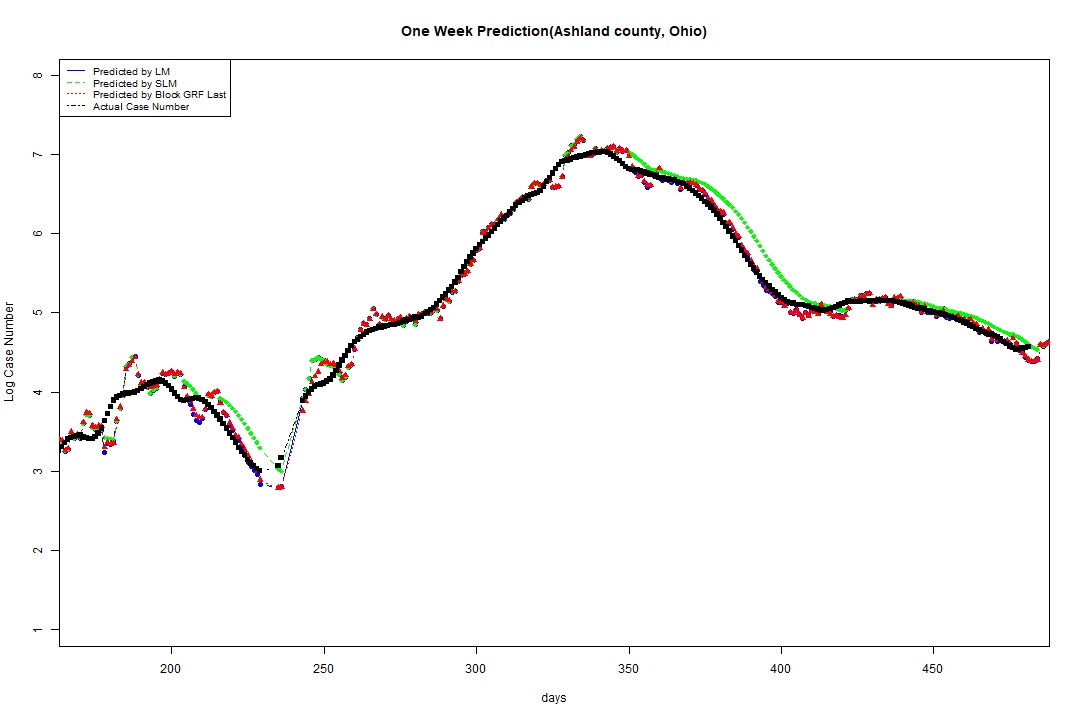 One Week Prediction(Ashland county, Ohio)
Predicted by LM
Predicted by SLM
Predicted by Block GRF Last
Actual Case Number
8
7
6
5
4
3
2
1
Log Case Number
200 250 300 350 400 450
days